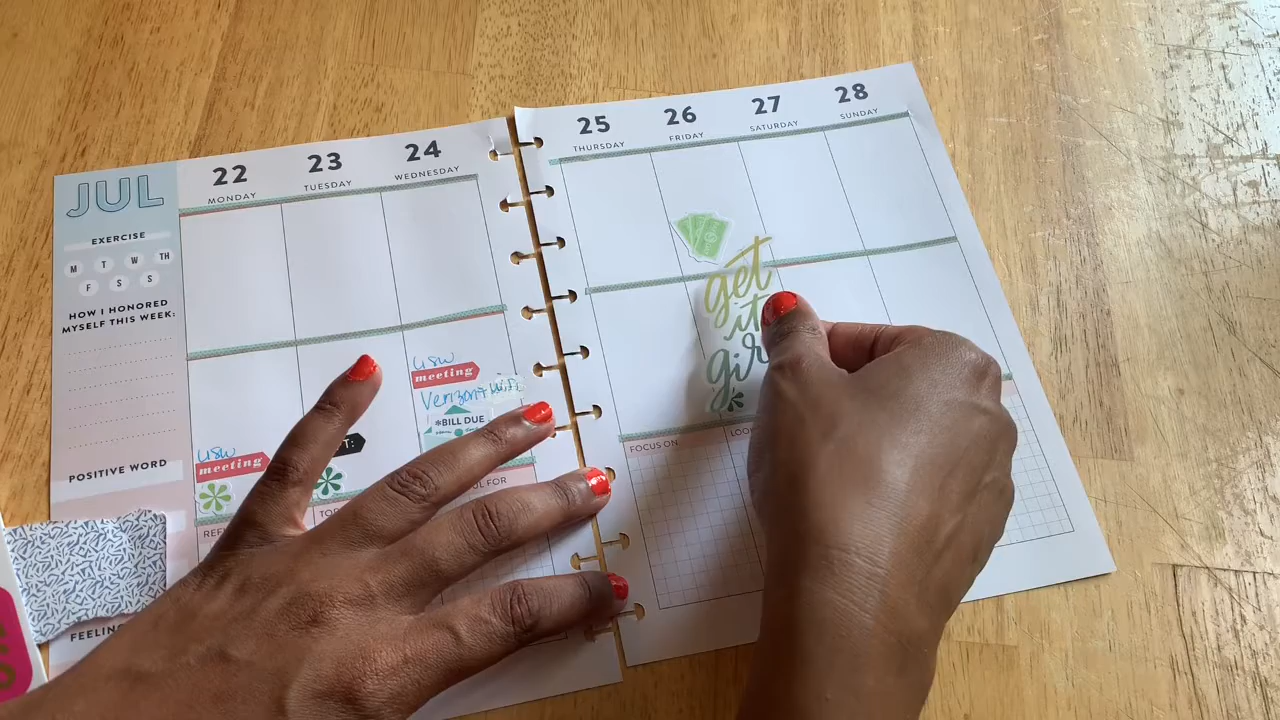 JUL
22
MONDAY
23
TUESDAY
24
WEDNESDAY
25
THURSDAY
26
FRIDAY
27
SATURDAY
28
SUNDAY
EXERCISE
M T W TH
F S S
HOW I HONORED
MYSELF THIS WEEK:
POSITIVE WORD
USW
meeting
USW
meeting
Verizon + Wifi
*BILL DUE
get
it
girl
FOCUS ON